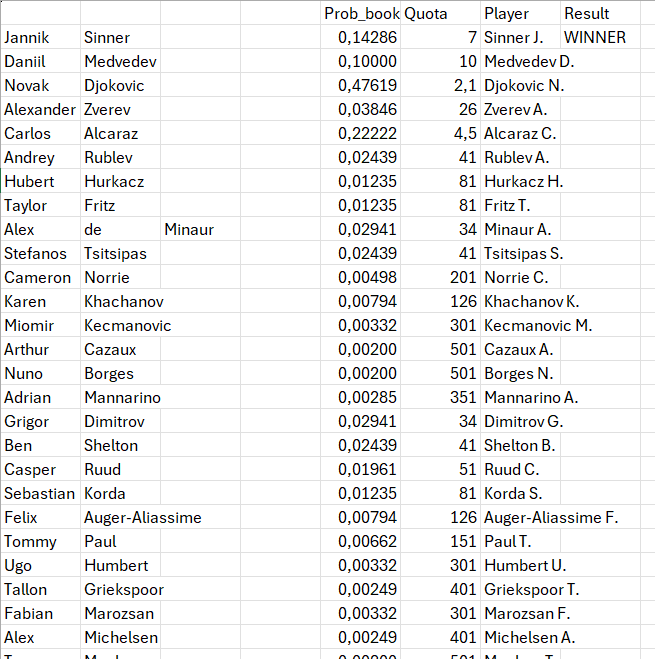 Prob_book Quota Player Result
Jannik Sinner 0,14286 7 Sinner J. WINNER
Daniil Medvedev 0,10000 10 Medvedev D.
Novak Djokovic 0,47619 2,1 Djokovic N.
Alexander Zverev 0,03846 26 Zverev A.
Carlos Alcaraz 0,22222 4,5 Alcaraz C.
Andrey Rublev 0,02439 41 Rublev A.
Hubert Hurkacz 0,01235 81 Hurkacz H.
Taylor Fritz 0,01235 81 Fritz T.
Alex de Minaur 0,02941 34 Minaur A.
Stefanos Tsitsipas 0,02439 41 Tsitsipas S.
Cameron Norrie 0,00498 201 Norrie C.
Karen Khachanov 0,00794 126 Khachanov K.
Miomir Kecmanovic 0,00332 301 Kecmanovic M.
Arthur Cazaux 0,00200 501 Cazaux A.
Nuno Borges 0,00200 501 Borges N.
Adrian Mannarino 0,00285 351 Mannarino A.
Grigor Dimitrov 0,02941 34 Dimitrov G.
Ben Shelton 0,02439 41 Shelton B.
Casper Ruud 0,01961 51 Ruud C.
Sebastian Korda 0,01235 81 Korda S.
Felix Auger-Aliassime 0,00794 126 Auger-Aliassime F.
Tommy Paul 0,00662 151 Paul T.
Ugo Humbert 0,00332 301 Humbert U.
Tallon Griekspoor 0,00249 401 Griekspoor T.
Fabian Marozsan 0,00332 301 Marozsan F.
Alex Michelsen 0,00249 401 Michelsen A.